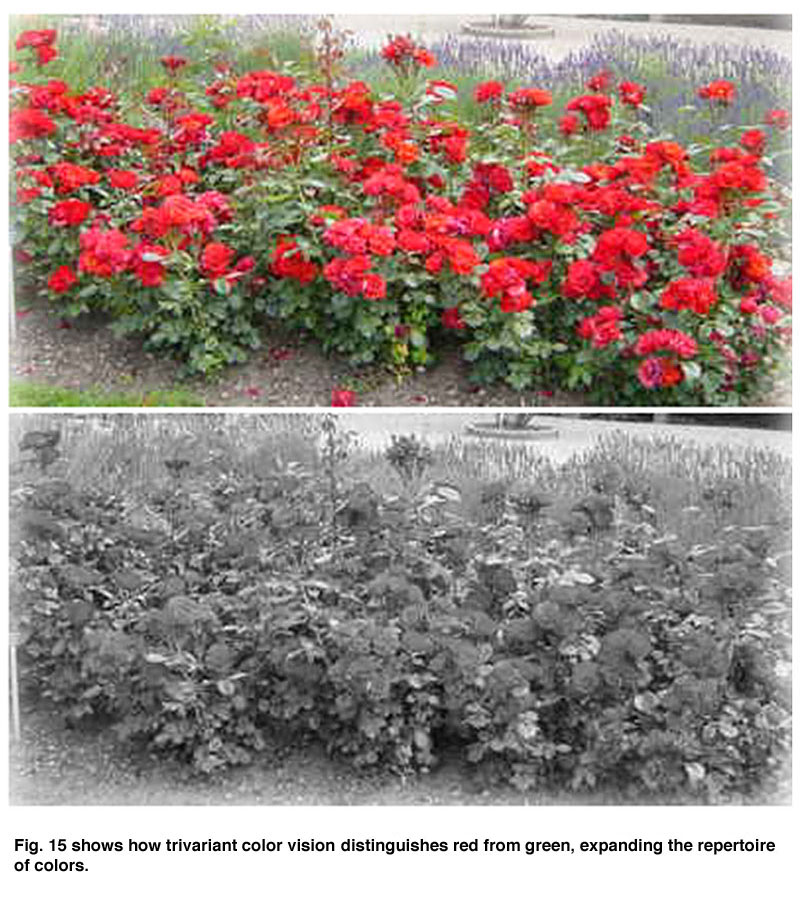 Fig. 15 shows how trivariant color vision distinguishes red from green, expanding the repertoire
of colors.